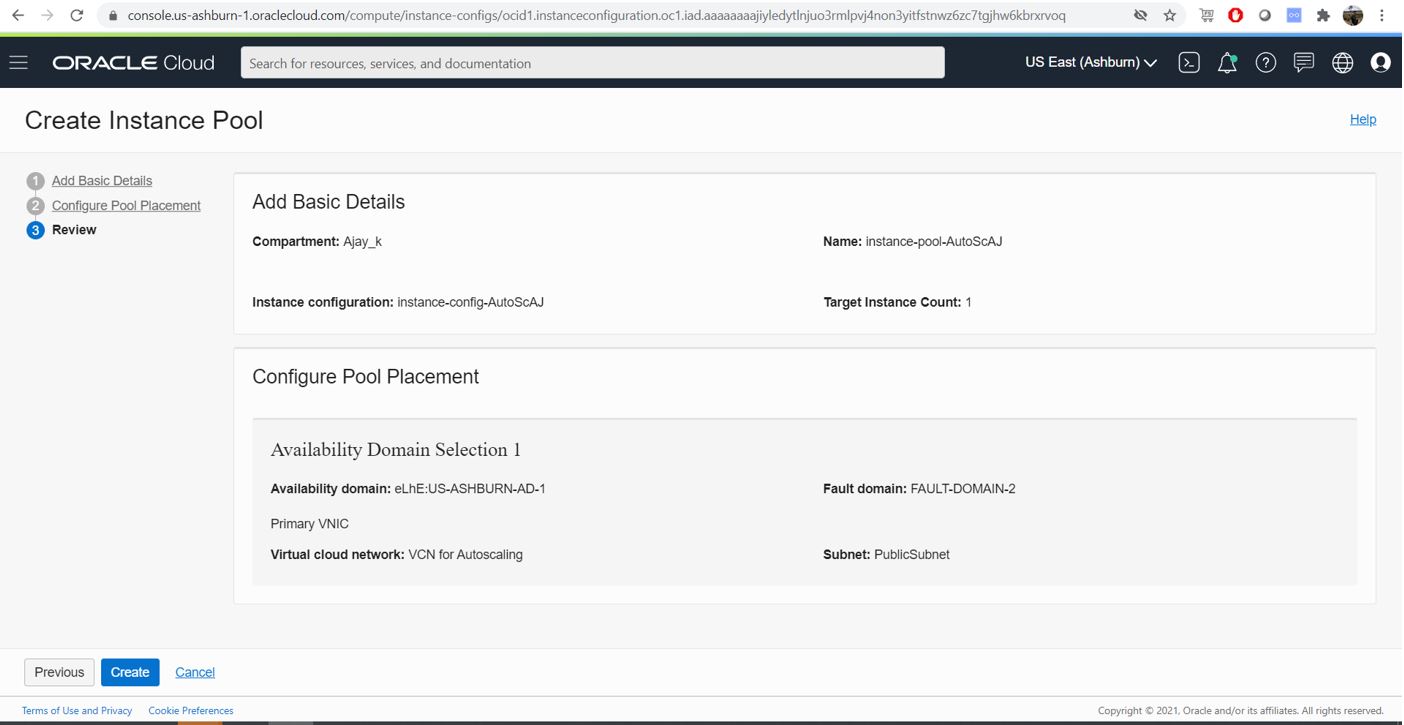 console.us-ashburn-1.oraclecloud.com/compute/instance-configs/ocid1.instanceconfiguration.oc1.iad.aaaaaaaajiyledytlnjuo3rmlpvj4non3yitfstnwz6zc7tgjhw6kbrxrvoq
ORACLE Cloud
Search for resources, services, and documentation
US East (Ashburn)
Create Instance Pool
Help
1 Add Basic Details
2 Configure Pool Placement
3 Review
Add Basic Details
Compartment: Ajay_k
Name: instance-pool-AutoScAJ
Instance configuration: instance-config-AutoScAJ
Target Instance Count: 1
Configure Pool Placement
Availability Domain Selection 1
Availability domain: eLhE:US-ASHBURN-AD-1
Fault domain: FAULT-DOMAIN-2
Primary VNIC
Virtual cloud network: VCN for Autoscaling
Subnet: PublicSubnet
Previous
Create
Cancel
Terms of Use and Privacy
Cookie Preferences
Copyright © 2021, Oracle and/or its affiliates. All rights reserved.